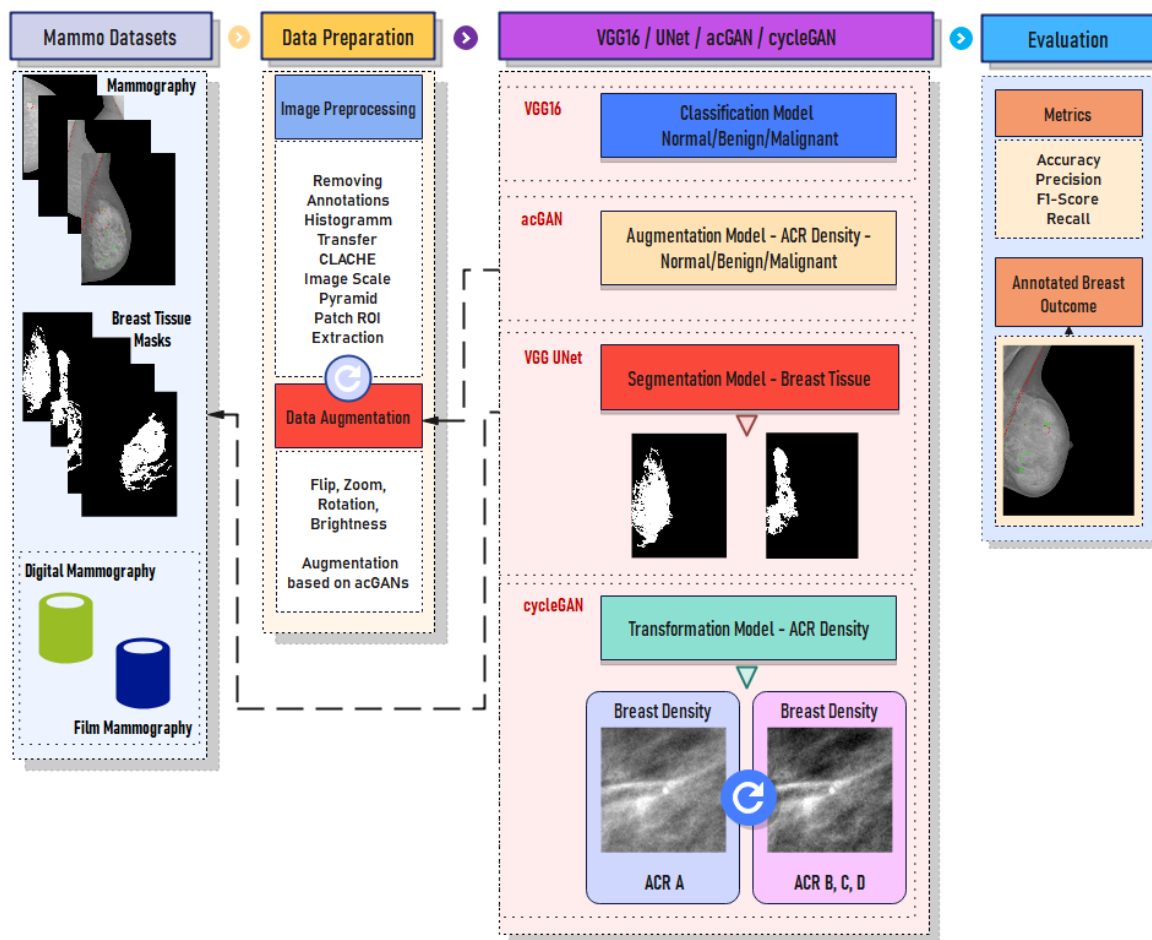 Mammo Datasets
Mammography
Breast Tissue
Masks
Digital Mammography
Film Mammography
Data Preparation
Image Preprocessing
Removing
Annotations
Histogramm
Transfer
CLACHE
Image Scale
Pyramid
Patch ROI
Extraction
Data Augmentation
Flip, Zoom,
Rotation,
Brightness
Augmentation
based on acGANs
VGG16 / UNet / acGAN / cycleGAN
VGG16
Classification Model
Normal/Benign/Malignant
acGAN
Augmentation Model - ACR Density -
Normal/Benign/Malignant
VGG UNet
Segmentation Model - Breast Tissue
cycleGAN
Transformation Model - ACR Density
Breast Density
ACR A
Breast Density
ACR B, C, D
Evaluation
Metrics
Accuracy
Precision
F1-Score
Recall
Annotated Breast
Outcome